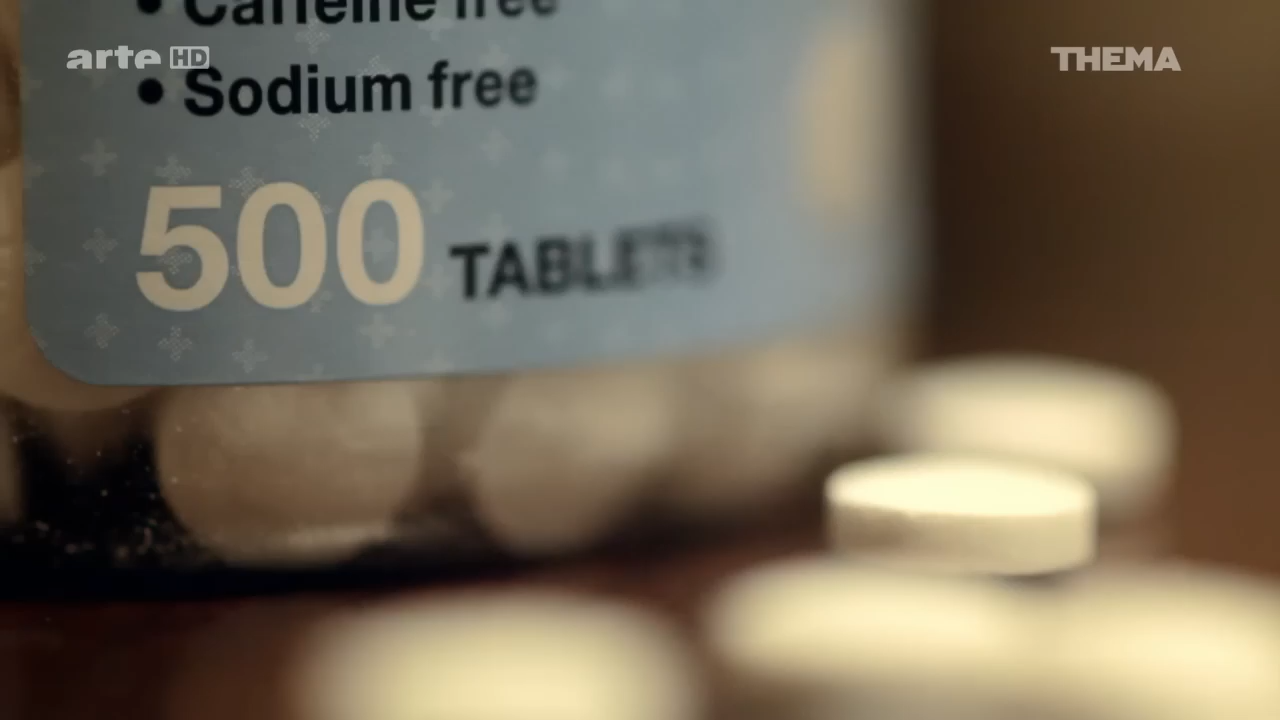 arte HD
THEMA
• Caffeine free
• Sodium free
500 TABLETS